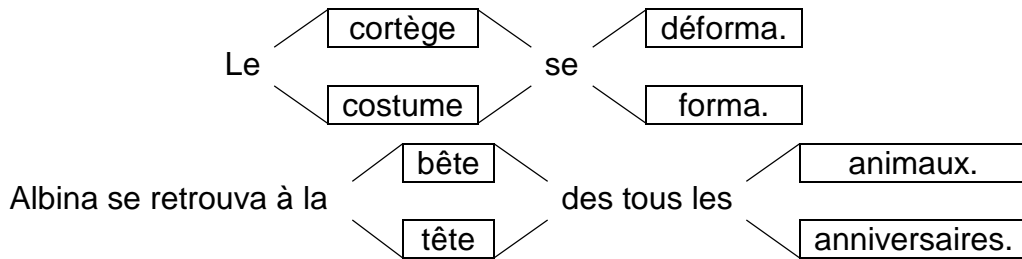 cortège déforma.
Le se
costume forma.
bête animaux.
Albina se retrouva à la des tous les
tête anniversaires.